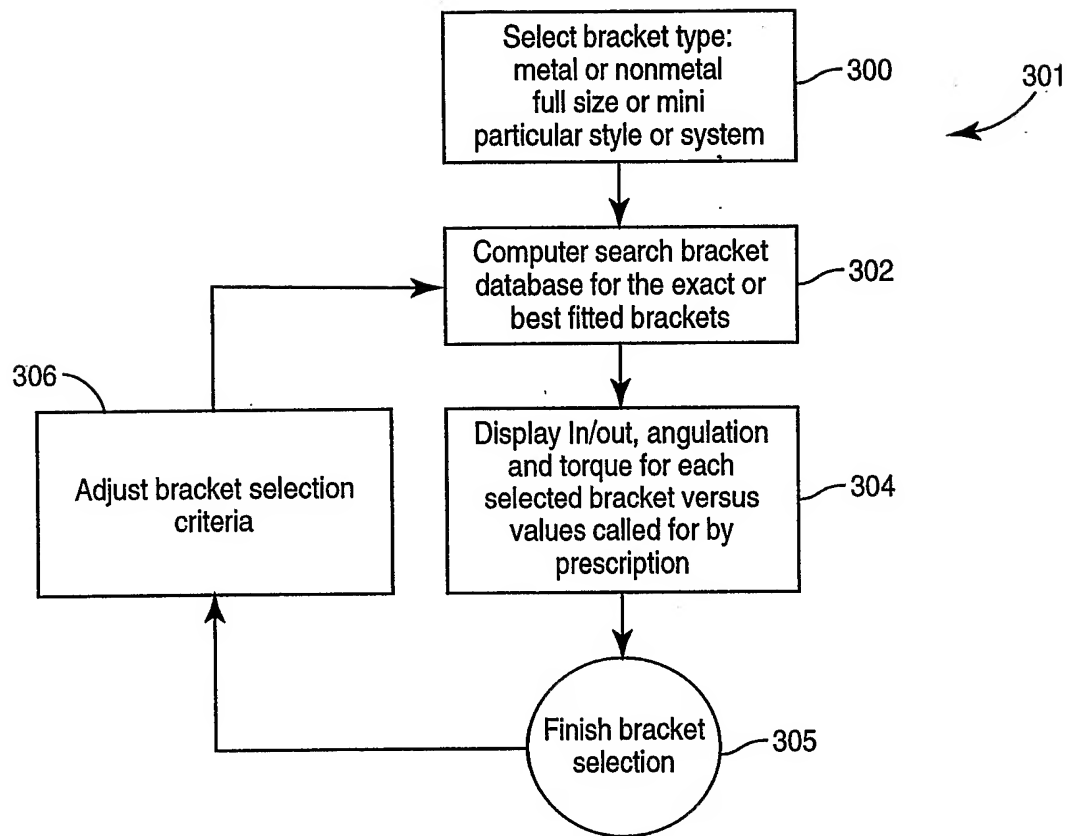 Select bracket type:
metal or nonmetal
full size or mini
particular style or system
300
301
Computer search bracket
database for the exact or
best fitted brackets
302
306
Adjust bracket selection
criteria
Display In/out, angulation
and torque for each
selected bracket versus
values called for by
prescription
304
Finish bracket
selection
305